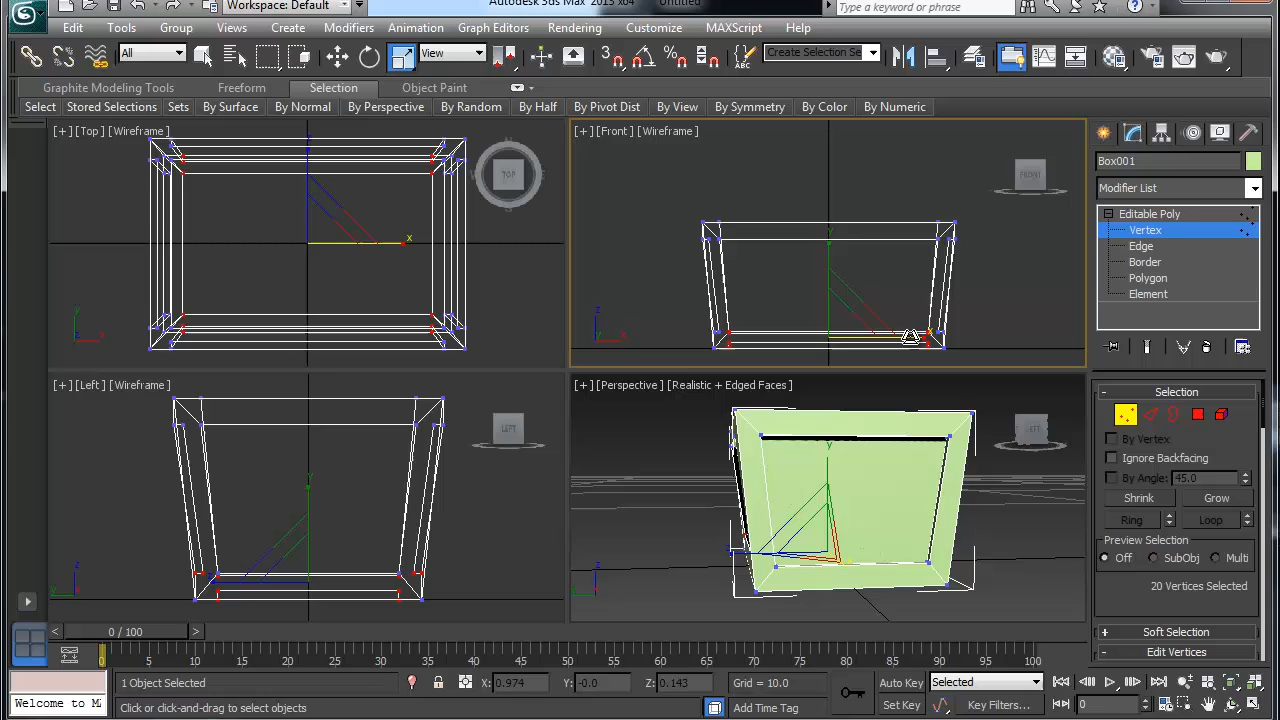 Workspace: Default
Autodesk 3ds Max 2013 x64
Untitled
Type a keyword or phrase
Edit Tools Group Views Create Modifiers Animation Graph Editors Rendering Customize MAXScript Help
All
View
3
Create Selection Se
ABC
Graphite Modeling Tools Freeform Selection Object Paint
Select Stored Selections Sets By Surface By Normal By Perspective By Random By Half By Pivot Dist By View By Symmetry By Color By Numeric
[+] [Top] [Wireframe]
TOP
x
[+] [Front] [Wireframe]
FRONT
[+] [Left] [Wireframe]
LEFT
[+] [Perspective] [Realistic + Edged Faces]
LEFT
Box001
Modifier List
Editable Poly
Vertex
Edge
Border
Polygon
Element
Selection
By Vertex
Ignore Backfacing
By Angle: 45.0
Shrink Grow
Ring Loop
Preview Selection
Off SubObj Multi
20 Vertices Selected
Soft Selection
Edit Vertices
0 / 100
0 5 10 15 20 25 30 35 40 45 50 55 60 65 70 75 80 85 90 95 100
1 Object Selected
X: 0.974 Y: -0.0 Z: 0.143
Grid = 10.0
Auto Key Selected
Welcome to M
Click or click-and-drag to select objects
Add Time Tag
Set Key Key Filters...
0